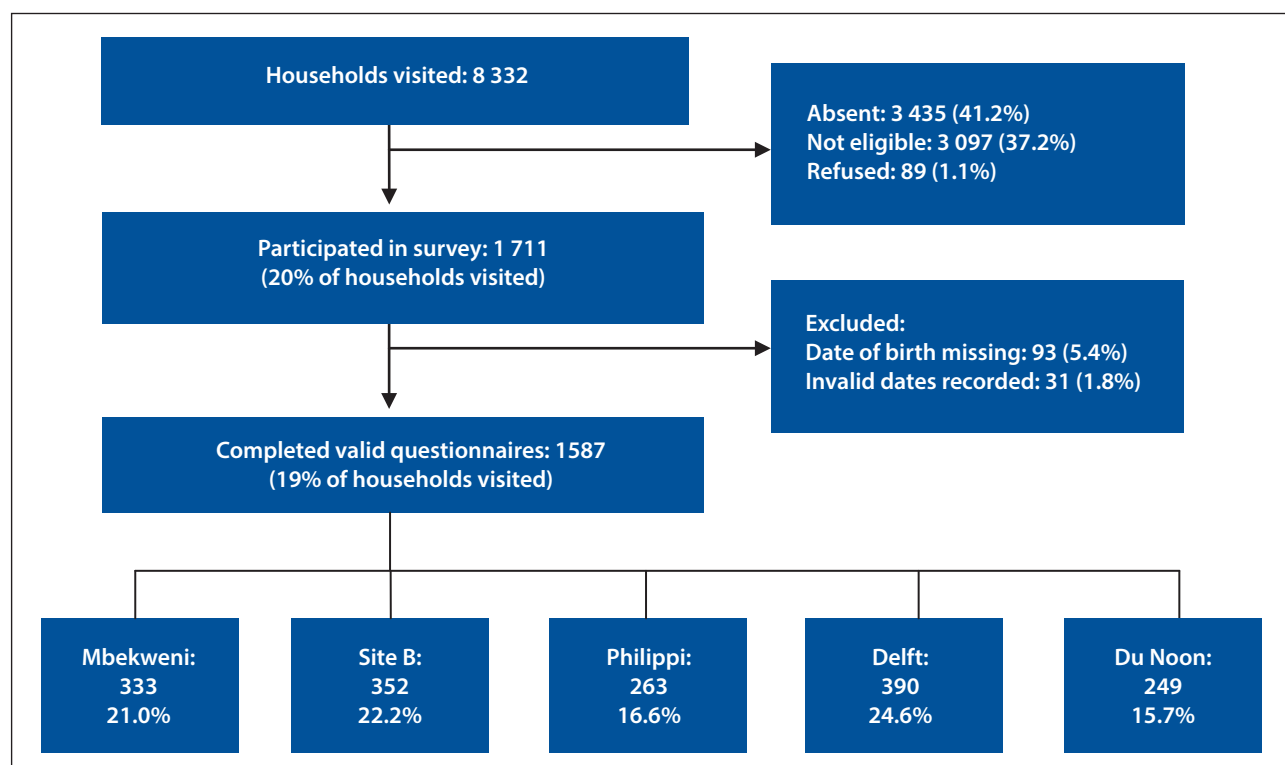 Households visited: 8 332
Absent: 3 435 (41.2%)
Not eligible: 3 097 (37.2%)
Refused: 89 (1.1%)
Participated in survey: 1 711
(20% of households visited)
Excluded:
Date of birth missing: 93 (5.4%)
Invalid dates recorded: 31 (1.8%)
Completed valid questionnaires: 1587
(19% of households visited)
Mbekweni:
333
21.0%
Site B:
352
22.2%
Philippi:
263
16.6%
Delft:
390
24.6%
Du Noon:
249
15.7%